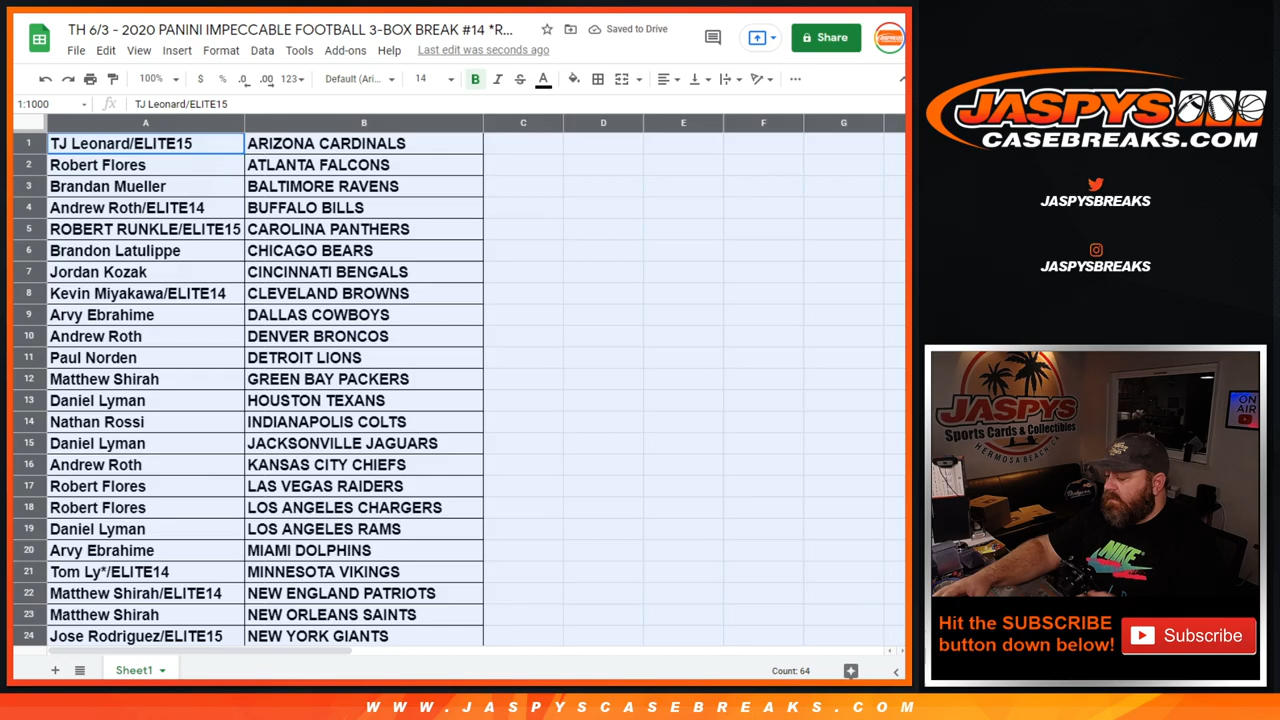 TH 6/3 - 2020 PANINI IMPECCABLE FOOTBALL 3-BOX BREAK #14 *R...
Saved to Drive
Share
File Edit View Insert Format Data Tools Add-ons Help Last edit was seconds ago
100% $ % .0 .00 123 Default (Ari... 14 B I S A
1:1000 fx TJ Leonard/ELITE15
A B C D E F G
1 TJ Leonard/ELITE15 ARIZONA CARDINALS
2 Robert Flores ATLANTA FALCONS
3 Brandan Mueller BALTIMORE RAVENS
4 Andrew Roth/ELITE14 BUFFALO BILLS
5 ROBERT RUNKLE/ELITE15 CAROLINA PANTHERS
6 Brandon Latulippe CHICAGO BEARS
7 Jordan Kozak CINCINNATI BENGALS
8 Kevin Miyakawa/ELITE14 CLEVELAND BROWNS
9 Arvy Ebrahime DALLAS COWBOYS
10 Andrew Roth DENVER BRONCOS
11 Paul Norden DETROIT LIONS
12 Matthew Shirah GREEN BAY PACKERS
13 Daniel Lyman HOUSTON TEXANS
14 Nathan Rossi INDIANAPOLIS COLTS
15 Daniel Lyman JACKSONVILLE JAGUARS
16 Andrew Roth KANSAS CITY CHIEFS
17 Robert Flores LAS VEGAS RAIDERS
18 Robert Flores LOS ANGELES CHARGERS
19 Daniel Lyman LOS ANGELES RAMS
20 Arvy Ebrahime MIAMI DOLPHINS
21 Tom Ly*/ELITE14 MINNESOTA VIKINGS
22 Matthew Shirah/ELITE14 NEW ENGLAND PATRIOTS
23 Matthew Shirah NEW ORLEANS SAINTS
24 Jose Rodriguez/ELITE15 NEW YORK GIANTS
Sheet1
Count: 64
JASPYS
CASEBREAKS.COM
JASPYSBREAKS
JASPYSBREAKS
JASPYS
Sports Cards & Collectibles
HERMOSA BEACH, CA
ON
AIR
NIKE
Hit the SUBSCRIBE
button down below!
Subscribe
WWW.JASPYSCASEBREAKS.COM